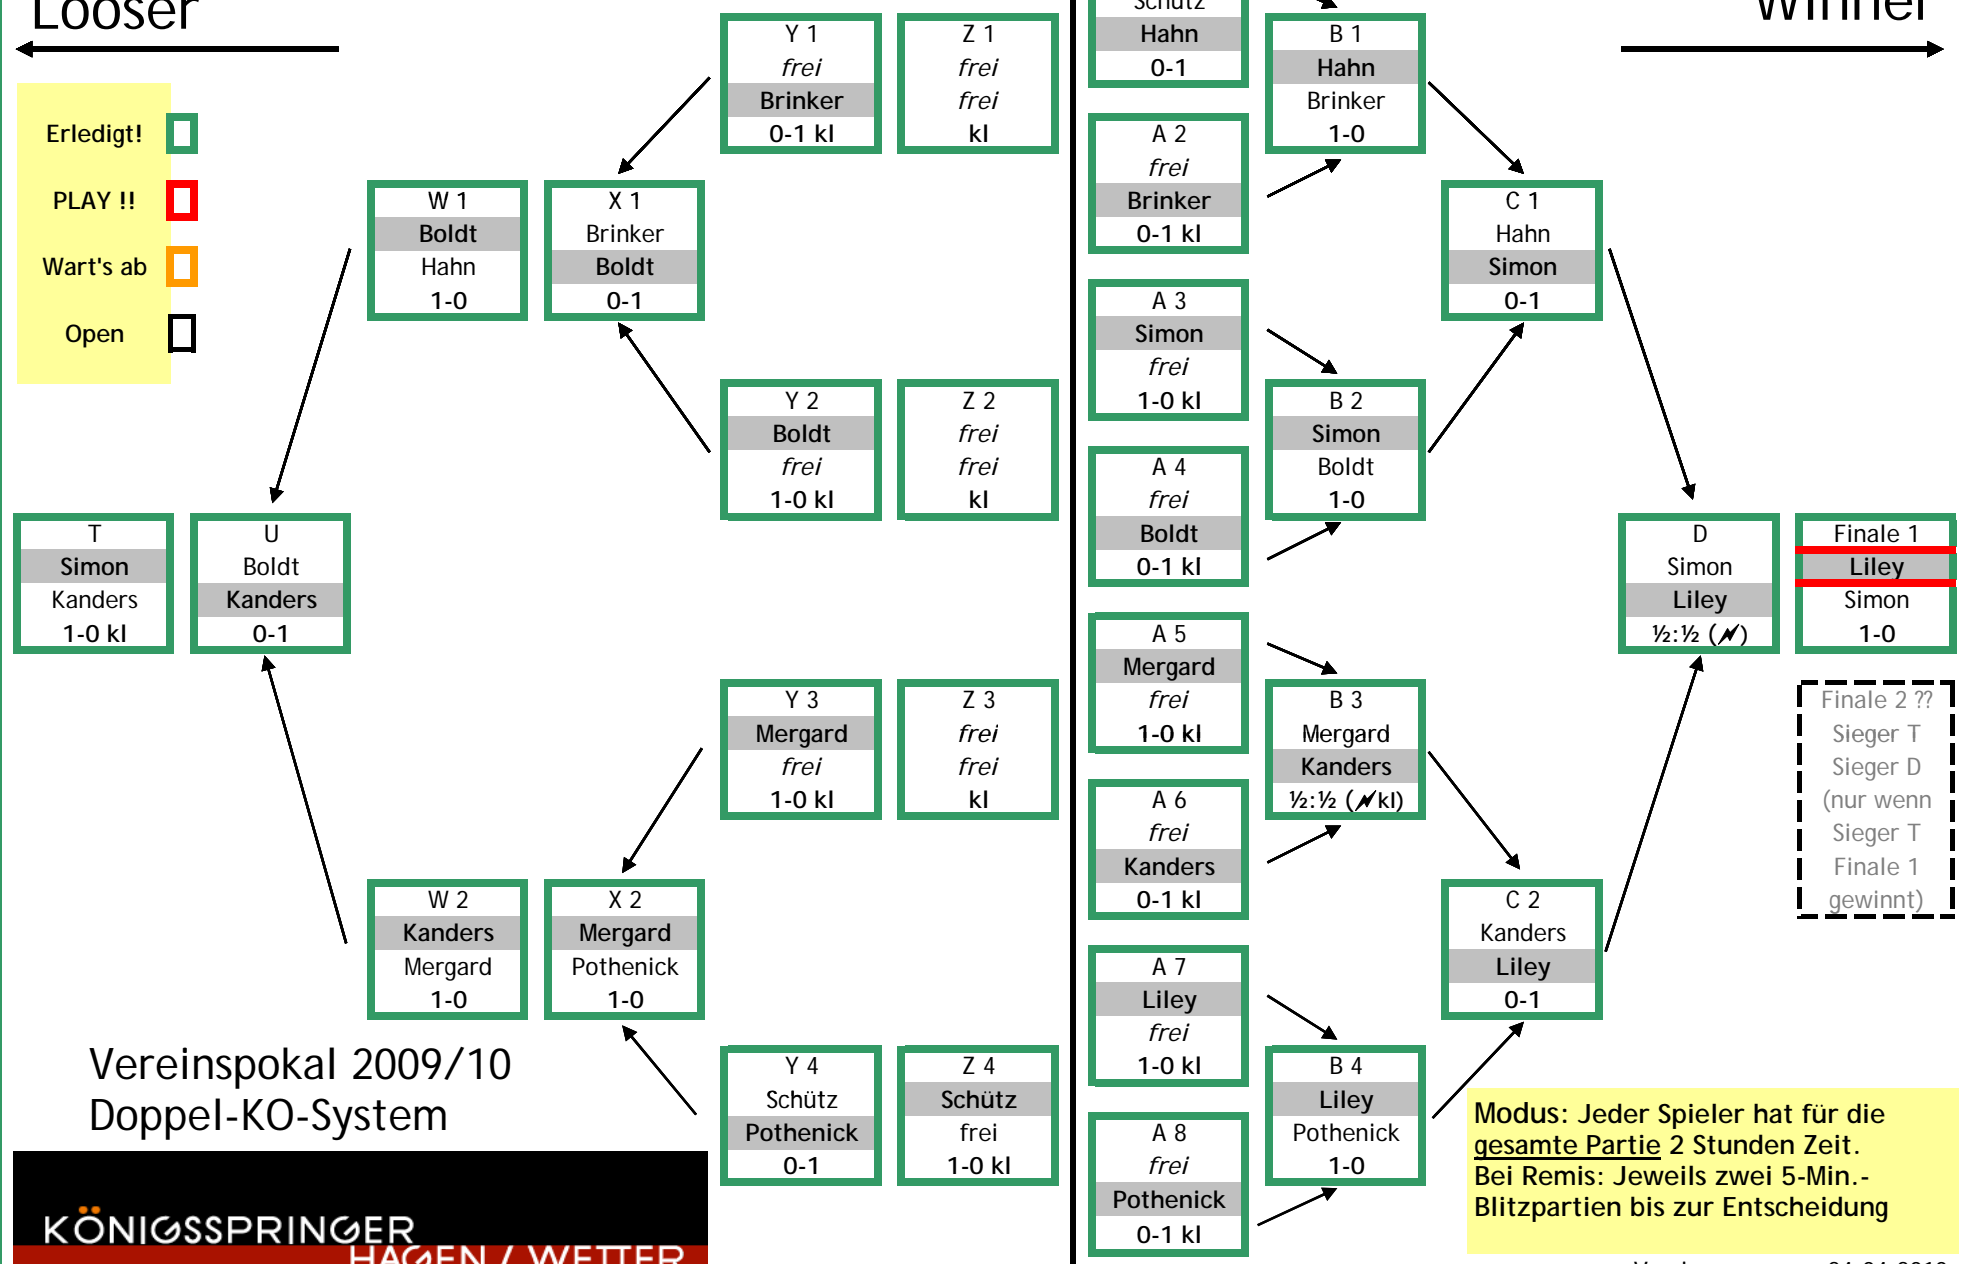 Looser
Winner
Erledigt!
PLAY !!
Wart's ab
Open
T
Simon
Kanders
1-0 kl
U
Boldt
Kanders
0-1
W 1
Boldt
Hahn
1-0
X 1
Brinker
Boldt
0-1
W 2
Kanders
Mergard
1-0
X 2
Mergard
Pothenick
1-0
Y 1
frei
Brinker
0-1 kl
Z 1
frei
frei
kl
Y 2
Boldt
frei
1-0 kl
Z 2
frei
frei
kl
Y 3
Mergard
frei
1-0 kl
Z 3
frei
frei
kl
Y 4
Schütz
Pothenick
0-1
Z 4
Schütz
frei
1-0 kl
Schütz
Hahn
0-1
A 2
frei
Brinker
0-1 kl
A 3
Simon
frei
1-0 kl
A 4
frei
Boldt
0-1 kl
A 5
Mergard
frei
1-0 kl
A 6
frei
Kanders
0-1 kl
A 7
Liley
frei
1-0 kl
A 8
frei
Pothenick
0-1 kl
B 1
Hahn
Brinker
1-0
B 2
Simon
Boldt
1-0
B 3
Mergard
Kanders
½:½ (kl)
B 4
Liley
Pothenick
1-0
C 1
Hahn
Simon
0-1
C 2
Kanders
Liley
0-1
D
Simon
Liley
½:½ ()
Finale 1
Liley
Simon
1-0
Finale 2 ??
Sieger T
Sieger D
(nur wenn
Sieger T
Finale 1
gewinnt)
Vereinspokal 2009/10
Doppel-KO-System
KÖNIGSSPRINGER
HAGEN / WETTER
Modus: Jeder Spieler hat für die
gesamte Partie 2 Stunden Zeit.
Bei Remis: Jeweils zwei 5-Min.-
Blitzpartien bis zur Entscheidung